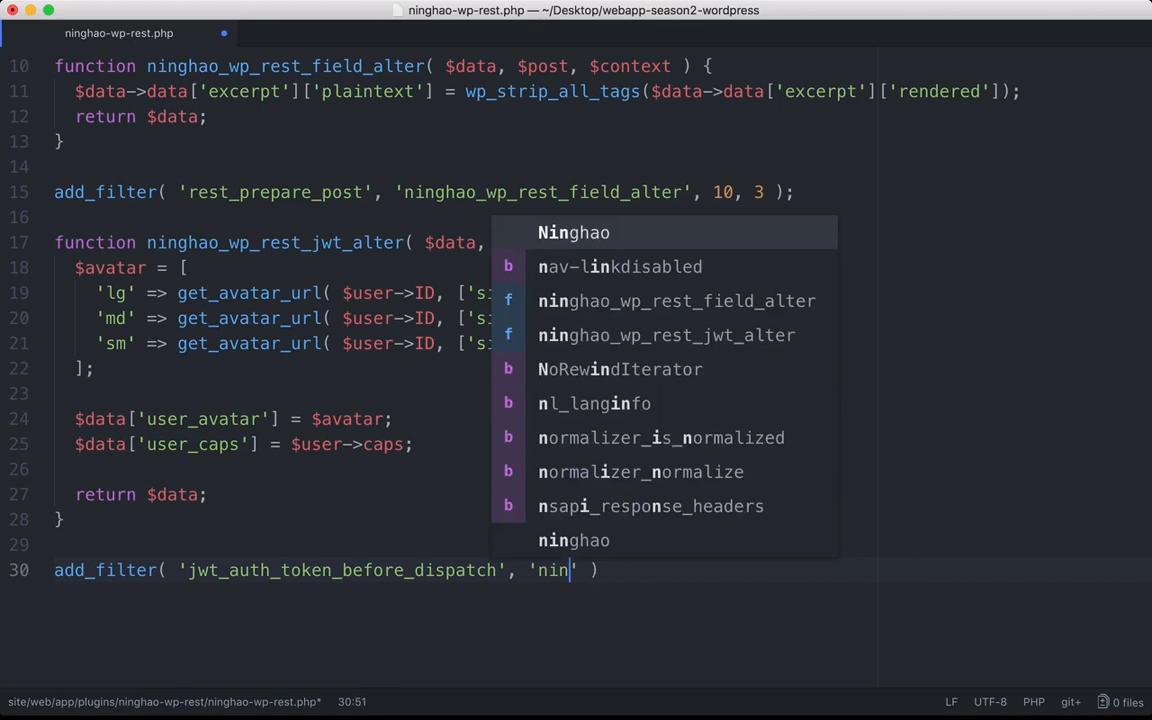 ninghao-wp-rest.php — ~/Desktop/webapp-season2-wordpress
ninghao-wp-rest.php
10 function ninghao_wp_rest_field_alter( $data, $post, $context ) {
11 $data->data['excerpt']['plaintext'] = wp_strip_all_tags($data->data['excerpt']['rendered']);
12 return $data;
13 }
14
15 add_filter( 'rest_prepare_post', 'ninghao_wp_rest_field_alter', 10, 3 );
16
17 function ninghao_wp_rest_jwt_alter( $data,
18 $avatar = [
19 'lg' => get_avatar_url( $user->ID, ['si
20 'md' => get_avatar_url( $user->ID, ['si
21 'sm' => get_avatar_url( $user->ID, ['si
22 ];
23
24 $data['user_avatar'] = $avatar;
25 $data['user_caps'] = $user->caps;
26
27 return $data;
28 }
29
30 add_filter( 'jwt_auth_token_before_dispatch', 'nin' )
Ninghao
b nav-linkdisabled
f ninghao_wp_rest_field_alter
f ninghao_wp_rest_jwt_alter
b NoRewindIterator
b nl_langinfo
b normalizer_is_normalized
b normalizer_normalize
b nsapi_response_headers
ninghao
site/web/app/plugins/ninghao-wp-rest/ninghao-wp-rest.php* 30:51 LF UTF-8 PHP git+ 0 files